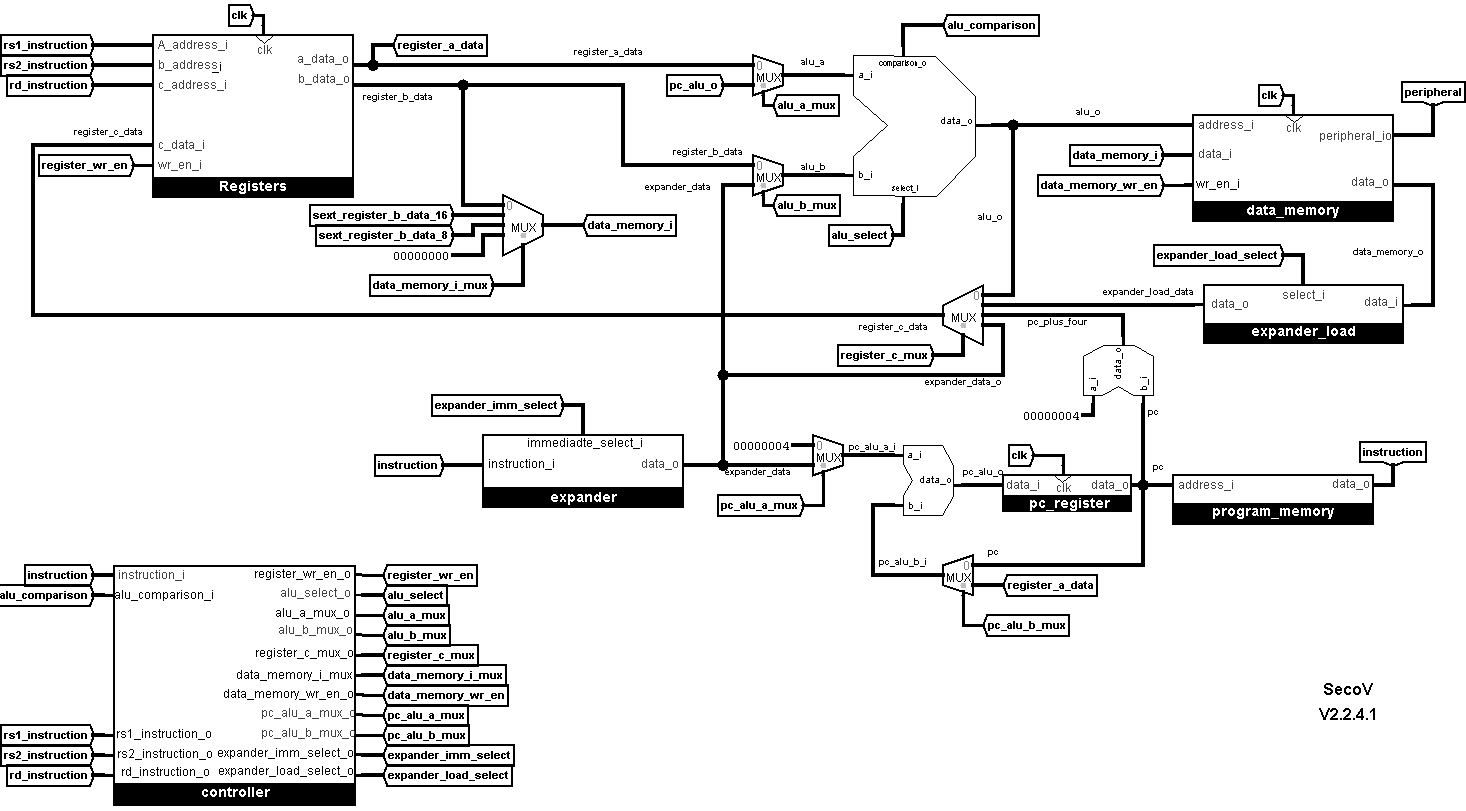 clk
rs1_instruction
rs2_instruction
rd_instruction
A_address_i
b_address_i
c_address_i
clk
a_data_o
b_data_o
register_a_data
register_b_data
register_c_data
c_data_i
register_wr_en
wr_en_i
Registers
register_a_data
pc_alu_o
0
MUX
alu_a
alu_a_mux
register_b_data
expander_data
0
MUX
alu_b
alu_b_mux
alu_comparison
comparison_o
a_i
data_o
b_i
select_i
alu_select
alu_o
alu_o
clk
peripheral
address_i
clk
peripheral_io
data_memory_i
data_i
data_memory_wr_en
wr_en_i
data_o
data_memory
sext_register_b_data_16
sext_register_b_data_8
00000000
0
MUX
data_memory_i
data_memory_i_mux
expander_load_select
data_memory_o
expander_load_data
data_o
select_i
data_i
expander_load
0
MUX
register_c_data
register_c_mux
pc_plus_four
expander_data_o
a_i
data_o
b_i
00000004
pc
expander_imm_select
instruction
immediadte_select_i
instruction_i
data_o
expander
expander_data
00000004
0
MUX
pc_alu_a_i
pc_alu_a_mux
a_i
data_o
b_i
pc_alu_o
clk
data_i
clk
data_o
pc_register
pc
instruction
address_i
data_o
program_memory
pc_alu_b_i
pc
0
MUX
register_a_data
pc_alu_b_mux
instruction
instruction_i
register_wr_en_o
register_wr_en
alu_comparison
alu_comparison_i
alu_select_o
alu_select
alu_a_mux_o
alu_a_mux
alu_b_mux_o
alu_b_mux
register_c_mux_o
register_c_mux
data_memory_i_mux
data_memory_i_mux
data_memory_wr_en_o
data_memory_wr_en
pc_alu_a_mux_o
pc_alu_a_mux
rs1_instruction
rs1_instruction_o
pc_alu_b_mux_o
pc_alu_b_mux
rs2_instruction
rs2_instruction_o
expander_imm_select_o
expander_imm_select
rd_instruction
rd_instruction_o
expander_load_select_o
expander_load_select
controller
SecoV
V2.2.4.1